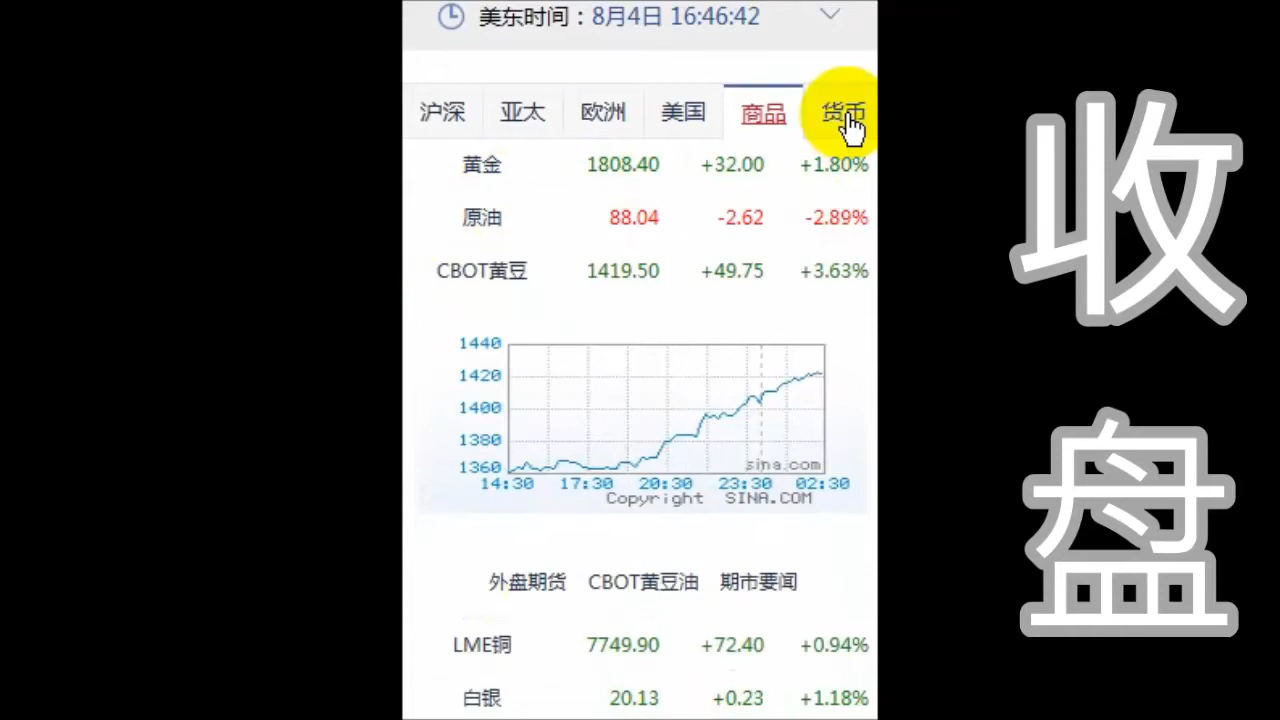 美东时间：8月4日 16:46:42
沪深 亚太 欧洲 美国 商品 货币
黄金 1808.40 +32.00 +1.80%
原油 88.04 -2.62 -2.89%
CBOT黄豆 1419.50 +49.75 +3.63%
1440
1420
1400
1380
1360
sina.com
14:30 17:30 20:30 23:30 02:30
Copyright SINA.COM
外盘期货 CBOT黄豆油 期市要闻
LME铜 7749.90 +72.40 +0.94%
白银 20.13 +0.23 +1.18%
收
盘